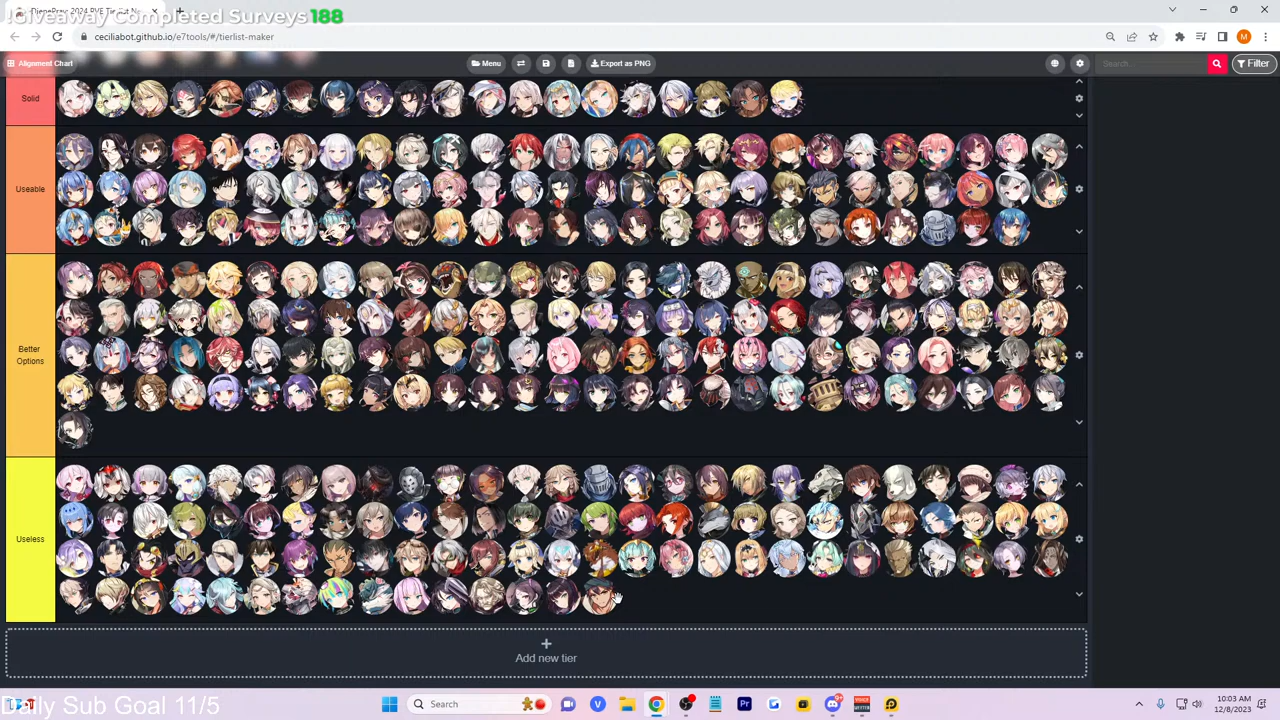 !Giveaway Completed Surveys 188
ceciliabot.github.io/e7tools/#/tierlist-maker
M
Alignment Chart
Menu
Export as PNG
Search...
Filter
Solid
Useable
Better
Options
Useless
+
Add new tier
Daily Sub Goal 11/5
Search
10:03 AM
12/8/2023